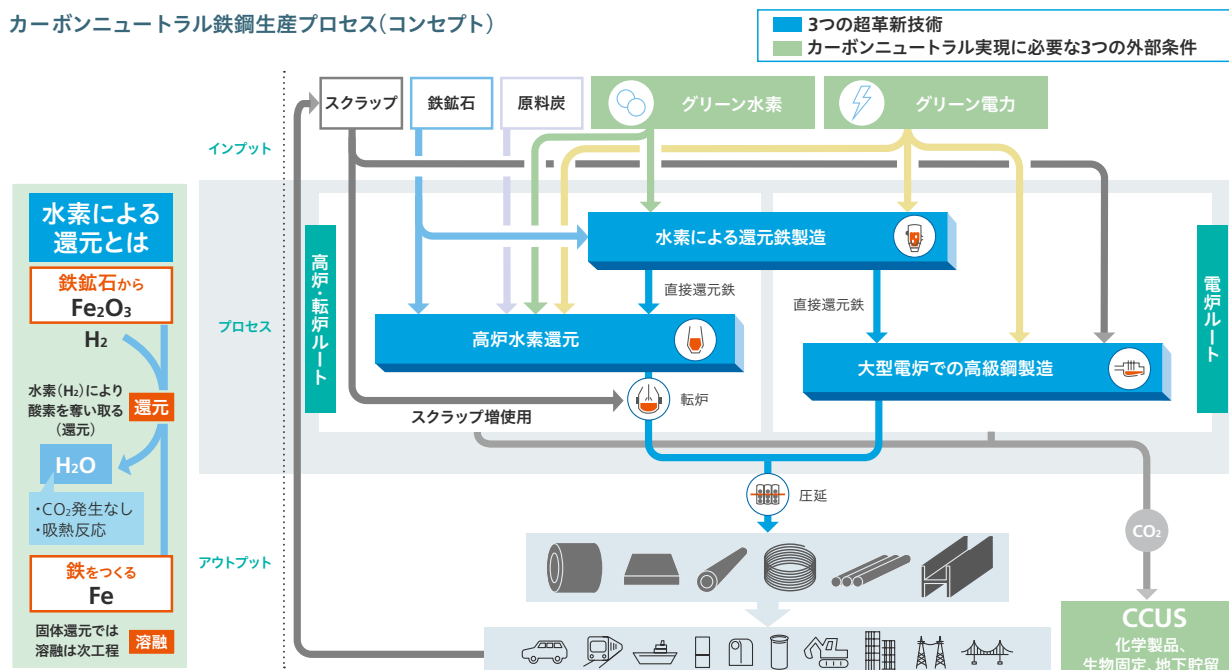 カーボンニュートラル鉄鋼生産プロセス(コンセプト)
3つの超革新技術
カーボンニュートラル実現に必要な3つの外部条件
スクラップ
鉄鉱石
原料炭
グリーン水素
グリーン電力
インプット
水素による
還元とは
鉄鉱石から
Fe₂O₃
H₂
水素(H₂)により
酸素を奪い取る
(還元)
還元
H₂O
・CO₂発生なし
・吸熱反応
鉄をつくる
Fe
固体還元では
溶融は次工程
溶融
プロセス
高炉・転炉ルート
水素による還元鉄製造
直接還元鉄
直接還元鉄
高炉水素還元
大型電炉での高級鋼製造
電炉ルート
転炉
スクラップ増使用
圧延
CO₂
アウトプット
CCUS
化学製品、
生物固定、地下貯留